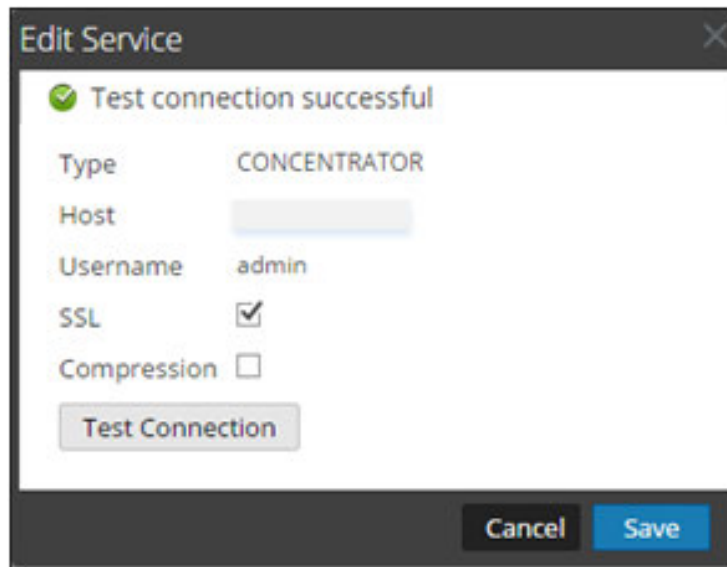 Edit Service
Test connection successful
Type CONCENTRATOR
Host
Username admin
SSL
Compression
Test Connection
Cancel Save